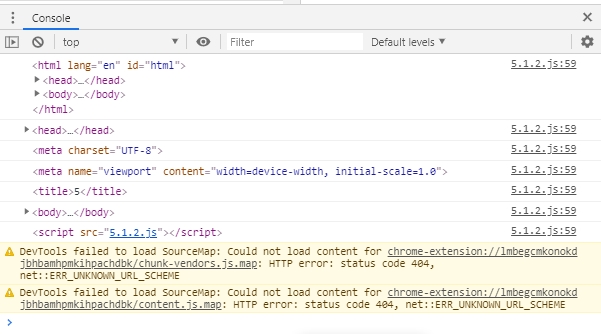 Console
top
Filter
Default levels
<html lang="en" id="html">
5.1.2.js:59
<head>…</head>
<body>…</body>
</html>
<head>…</head>
5.1.2.js:59
<meta charset="UTF-8">
5.1.2.js:59
<meta name="viewport" content="width=device-width, initial-scale=1.0">
5.1.2.js:59
<title>5</title>
5.1.2.js:59
<body>…</body>
5.1.2.js:59
<script src="5.1.2.js"></script>
5.1.2.js:59
DevTools failed to load SourceMap: Could not load content for chrome-extension://lmbegcmkonokd
jbhbamhpmkihpachdbk/chunk-vendors.js.map: HTTP error: status code 404,
net::ERR_UNKNOWN_URL_SCHEME
DevTools failed to load SourceMap: Could not load content for chrome-extension://lmbegcmkonokd
jbhbamhpmkihpachdbk/content.js.map: HTTP error: status code 404, net::ERR_UNKNOWN_URL_SCHEME